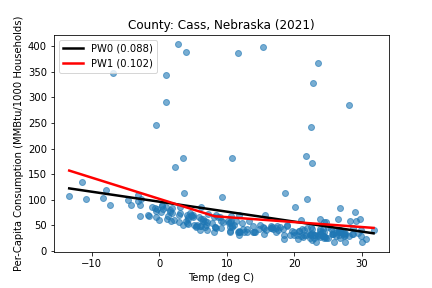 County: Cass, Nebraska (2021)
PW0 (0.088)
PW1 (0.102)
Per-Capita Consumption (MMBtu/1000 Households)
400
350
300
250
200
150
100
50
0
−10
0
10
20
30
Temp (deg C)